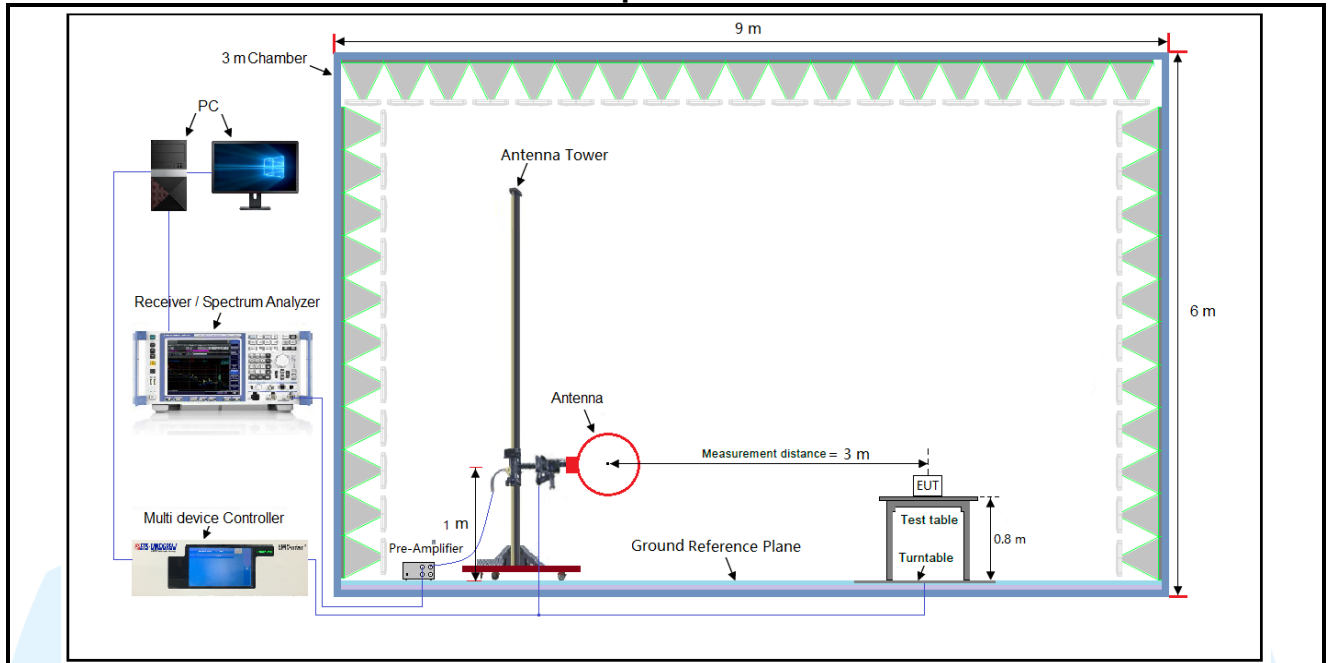 9 m
3 m Chamber
PC
Antenna Tower
6 m
Receiver / Spectrum Analyzer
Antenna
Measurement distance = 3 m
EUT
Test table
1 m
0.8 m
Multi device Controller
Pre-Amplifier
Ground Reference Plane
Turntable